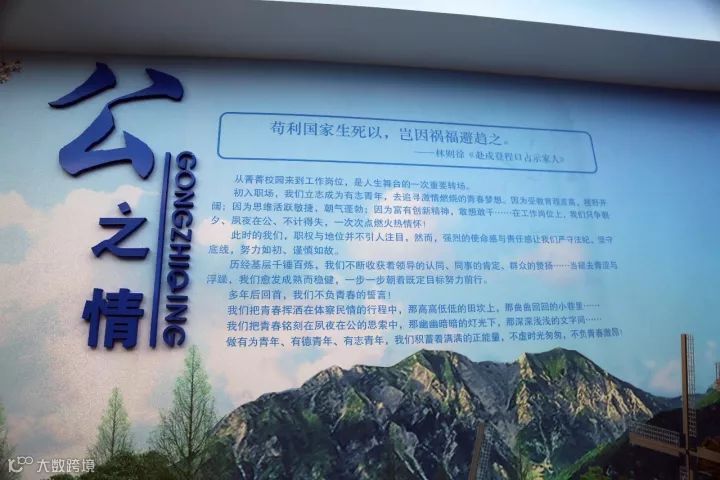 公之情
GONGZHIQING
苟利国家生死以,岂因祸福避趋之。
——林则徐《赴戍登程口占示家人》
从菁菁校园来到工作岗位,是人生舞台的一次重要转场。
初入职场,我们立志成为有志青年,去追寻激情燃烧的青春梦想。因为受教育程度高,视野开
阔;因为思维活跃敏捷,朝气蓬勃;因为富有创新精神,敢想敢干……在工作岗位上,我们只争朝
夕、夙夜在公、不计得失,一次次点燃火热情怀!
此时的我们,职权与地位并不引人注目,然而,强烈的使命感与责任感让我们严守法纪,坚守
底线,努力如初、谨慎如故。
历经基层千锤百炼,我们不断收获着领导的认同、同事的肯定、群众的赞扬……当褪去青涩与
浮躁,我们愈发成熟而稳健,一步一步朝着既定目标努力前行。
多年后回首,我们不负青春的誓言!
我们把青春挥洒在体察民情的行程中,那高高低低的田坎上,那曲曲回回的小巷里……
我们把青春铭刻在夙夜在公的思索中,那幽幽暗暗的灯光下,那深深浅浅的文字间……
做有为青年、有德青年、有志青年,我们积蓄着满满的正能量,不虚时光匆匆,不负青春激昂!
大数跨境